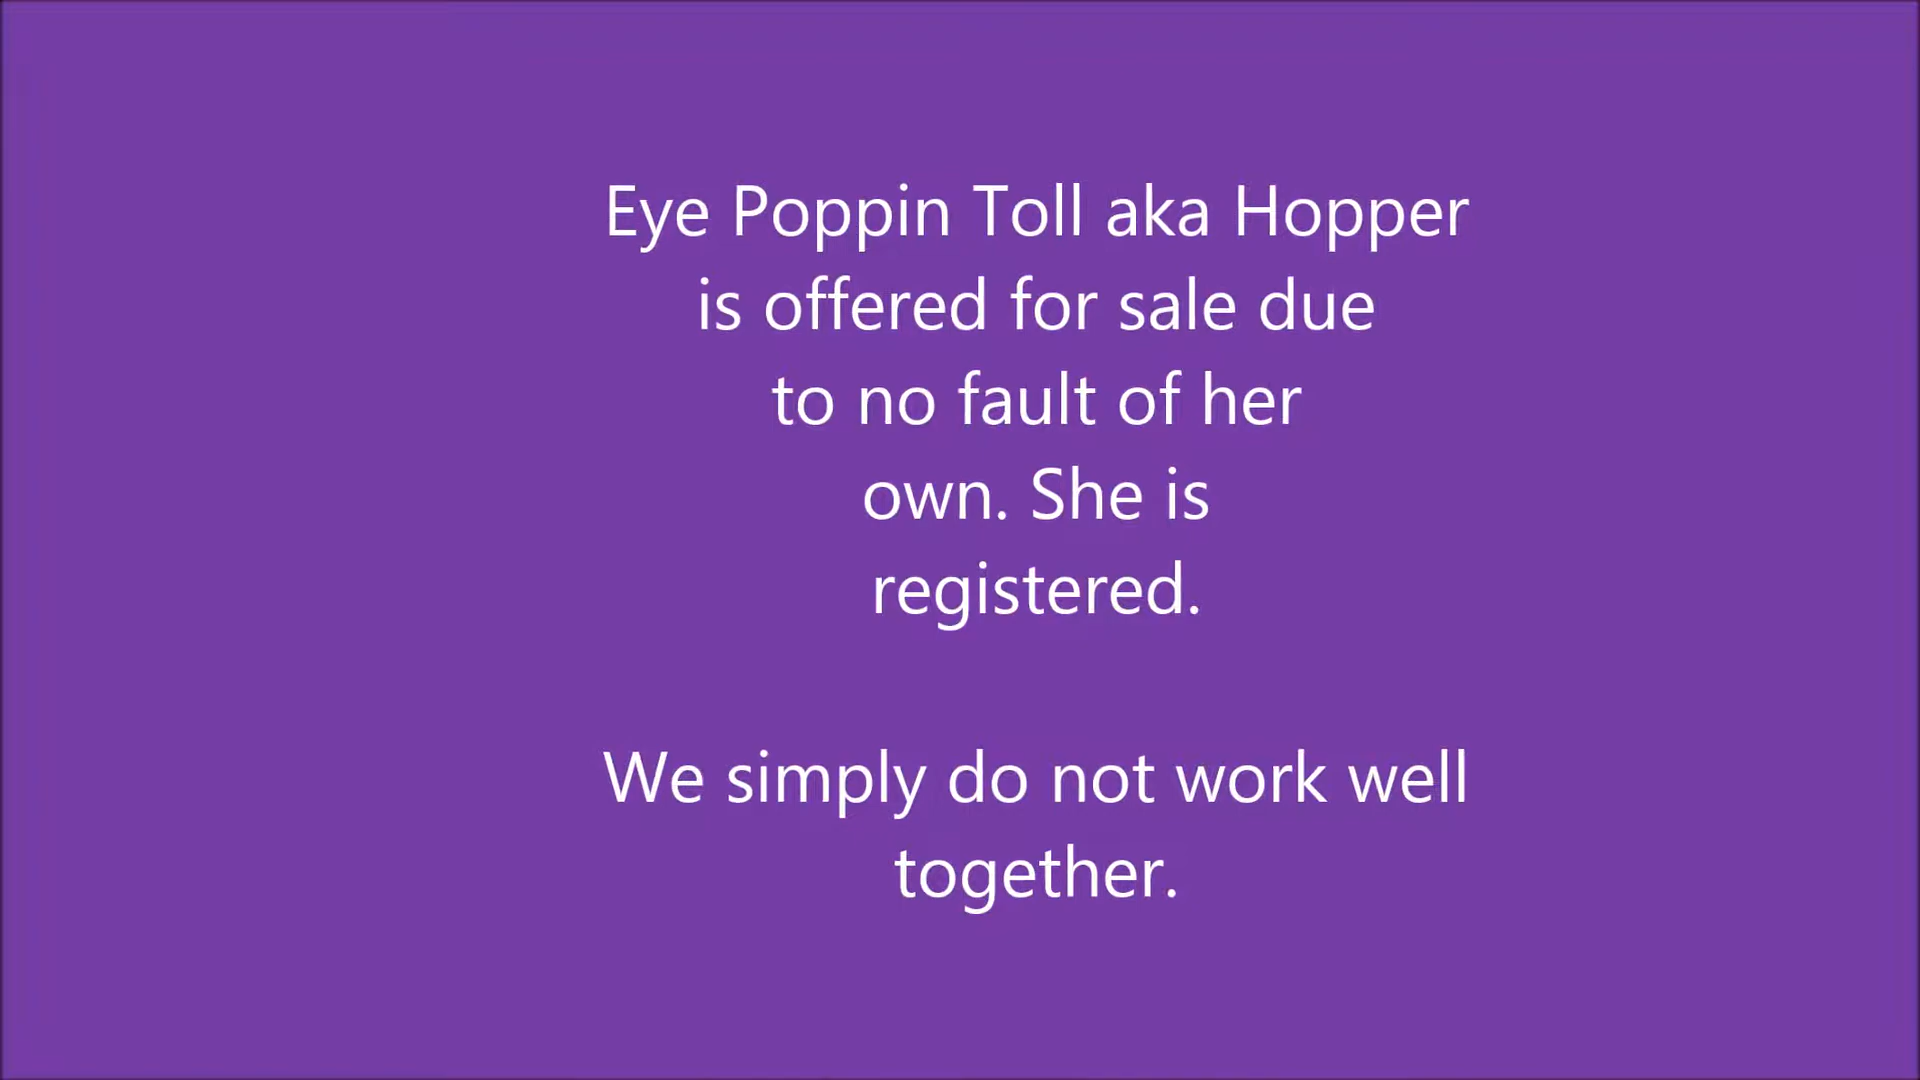 Eye Poppin Toll aka Hopper
is offered for sale due
to no fault of her
own. She is
registered.
We simply do not work well
together.